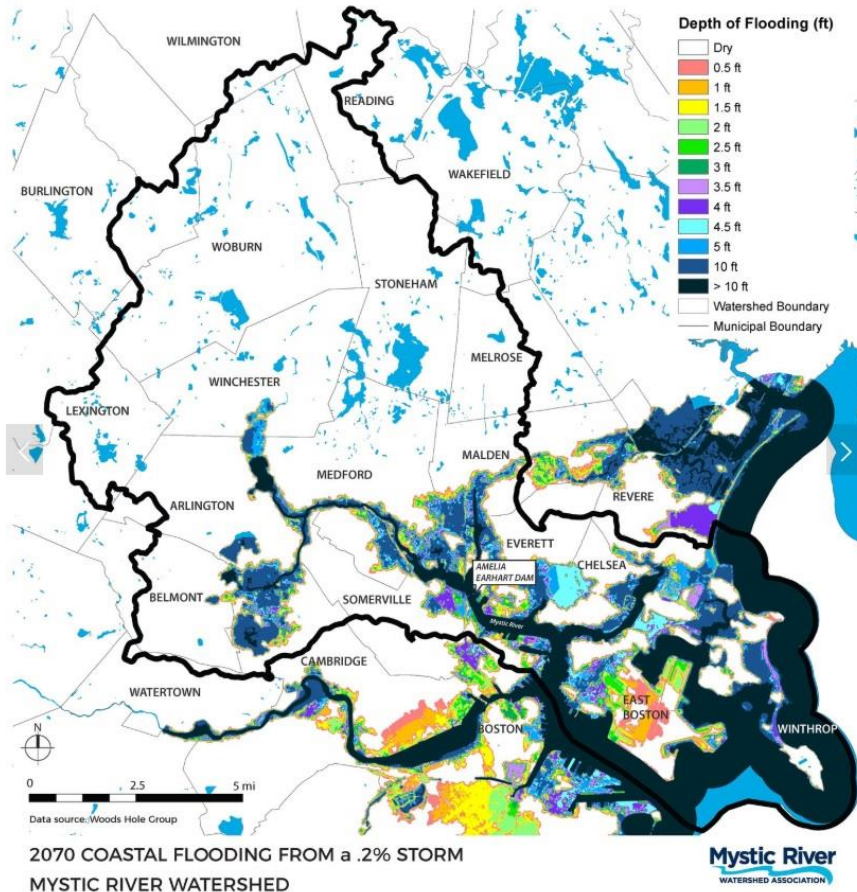 WILMINGTON
READING
BURLINGTON
WAKEFIELD
WOBURN
STONEHAM
MELROSE
WINCHESTER
LEXINGTON
MALDEN
MEDFORD
REVERE
ARLINGTON
EVERETT
CHELSEA
AMELIA
EARHART DAM
BELMONT
SOMERVILLE
Mystic River
CAMBRIDGE
WATERTOWN
EAST
BOSTON
BOSTON
WINTHROP
Depth of Flooding (ft)
Dry
0.5 ft
1 ft
1.5 ft
2 ft
2.5 ft
3 ft
3.5 ft
4 ft
4.5 ft
5 ft
10 ft
> 10 ft
Watershed Boundary
Municipal Boundary
N
0 2.5 5 mi
Data source: Woods Hole Group
2070 COASTAL FLOODING FROM a .2% STORM
MYSTIC RIVER WATERSHED
Mystic River
WATERSHED ASSOCIATION